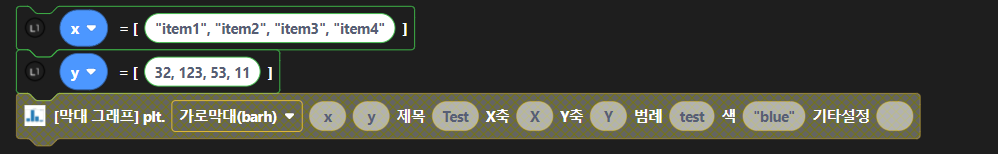 L1 x = [ "item1", "item2", "item3", "item4" ]
L1 y = [ 32, 123, 53, 11 ]
[막대 그래프] plt. 가로막대(barh) x y 제목 Test X축 X Y축 Y 범례 test 색 "blue" 기타설정